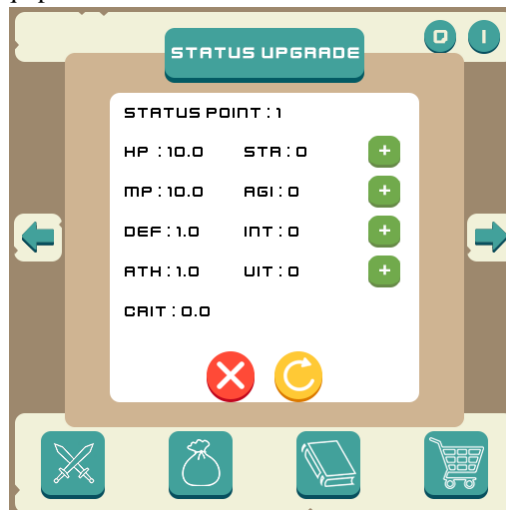 Q I
STATUS UPGRADE
STATUS POINT : 1
HP : 10.0 STR : 0 +
MP : 10.0 AGI : 0 +
DEF : 1.0 INT : 0 +
ATK : 1.0 VIT : 0 +
CRIT : 0.0